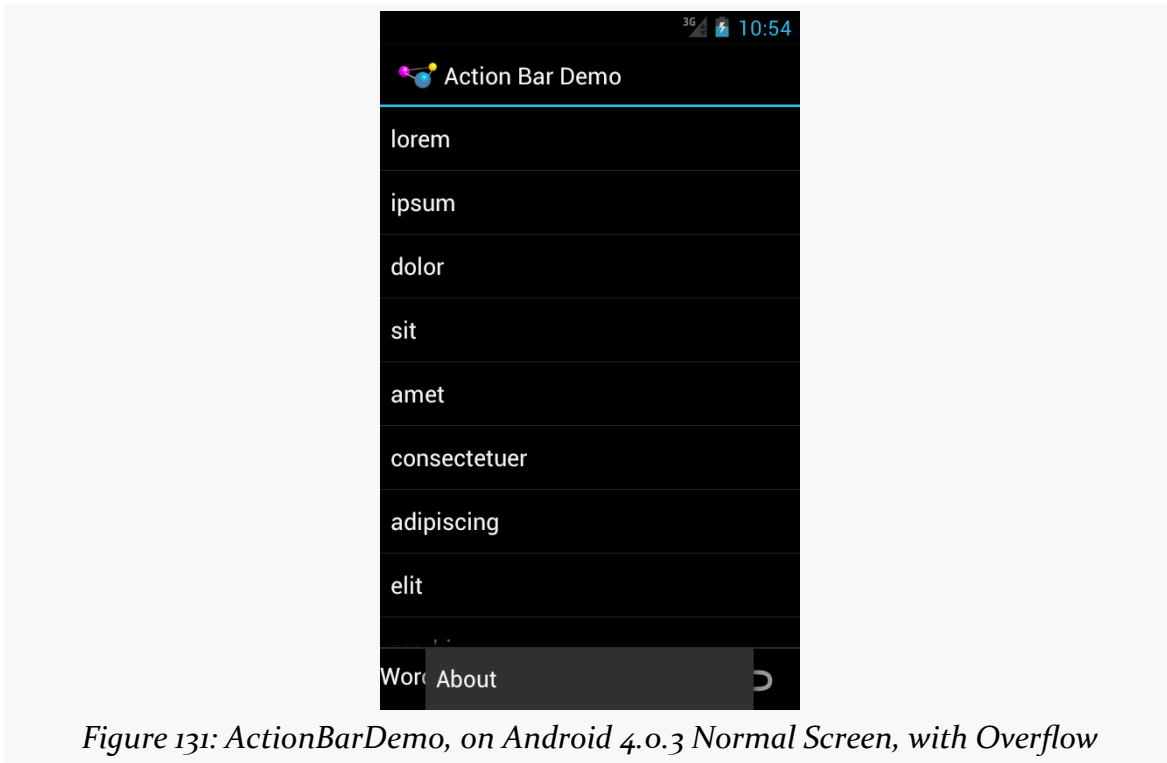 3G 10:54
Action Bar Demo
lorem
ipsum
dolor
sit
amet
consectetuer
adipiscing
elit
About
Figure 131: ActionBarDemo, on Android 4.0.3 Normal Screen, with Overflow